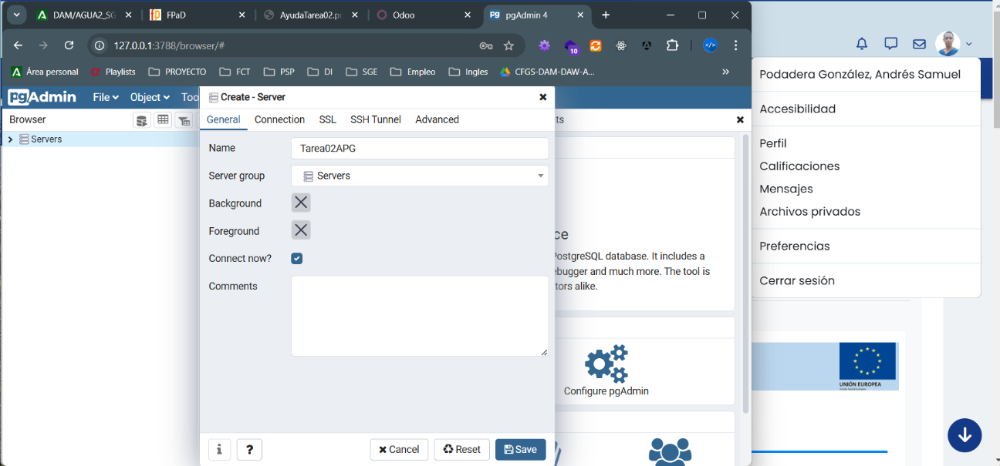 DAM/AGUA2_SG
FPaD
AyudaTarea02.pd
Odoo
pgAdmin 4
127.0.0.1:3788/browser/#
10
Área personal
Playlists
PROYECTO
FCT
PSP
DI
SGE
Empleo
Ingles
CFGS-DAM-DAW-A...
pgAdmin
File
Object
Too
Create - Server
Browser
General
Connection
SSL
SSH Tunnel
Advanced
ts
Servers
Name
Tarea02APG
Server group
Servers
Background
Foreground
ce
Connect now?
PostgreSQL database. It includes a
ebugger and much more. The tool is
Comments
tors alike.
Configure pgAdmin
Cancel
Reset
Save
Podadera González, Andrés Samuel
Accesibilidad
Perfil
Calificaciones
Mensajes
Archivos privados
Preferencias
Cerrar sesión
UNIÓN EUROPEA